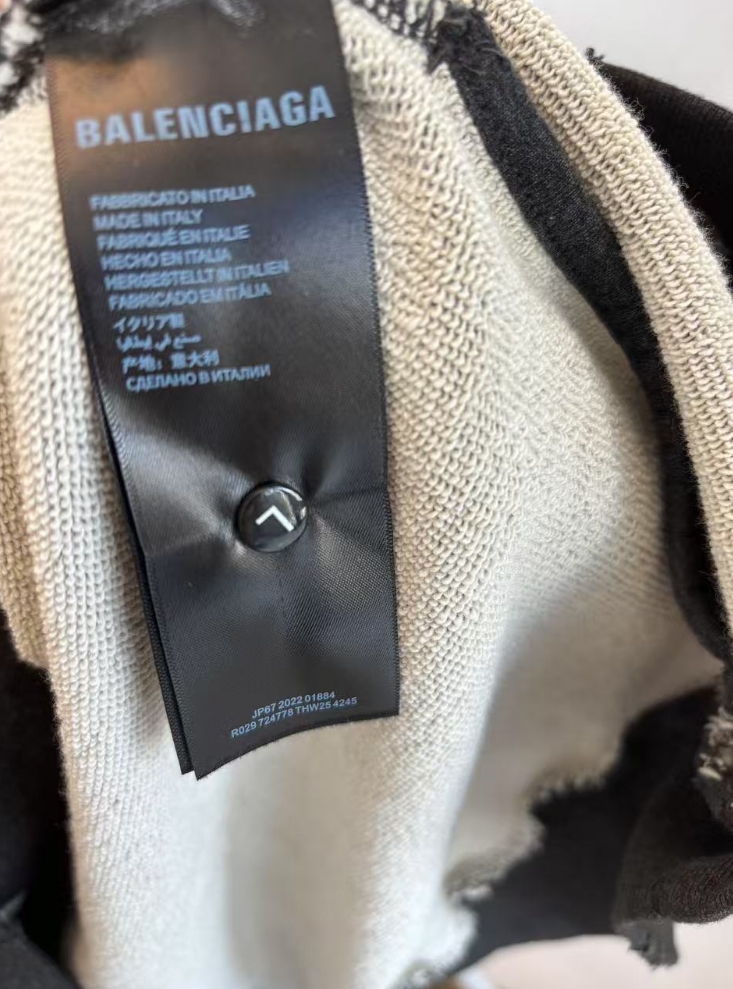 BALENCIAGA
FABBRICATO IN ITALIA
MADE IN ITALY
FABRIQUÉ EN ITALIE
HECHO EN ITALIA
HERGESTELLT IN ITALIEN
FABRICADO EM ITÁLIA
イタリア製
صنع في إيطاليا
产地：意大利
СДЕЛАНО В ИТАЛИИ
JP67 2022 01884
R029 724778 THW25 4245